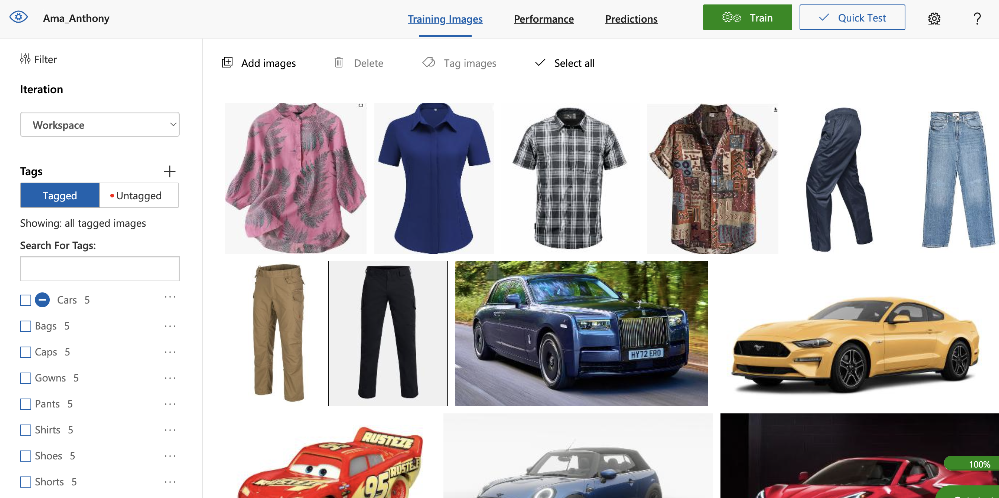 Ama_Anthony
Training Images
Performance
Predictions
Train
Quick Test
?
Filter
Add images
Delete
Tag images
Select all
Iteration
Workspace
Tags
Tagged
Untagged
Showing: all tagged images
Search For Tags:
Cars 5
Bags 5
Caps 5
Gowns 5
Pants 5
Shirts 5
Shoes 5
Shorts 5
HY72 ERO
RUSTEZE
95
100%